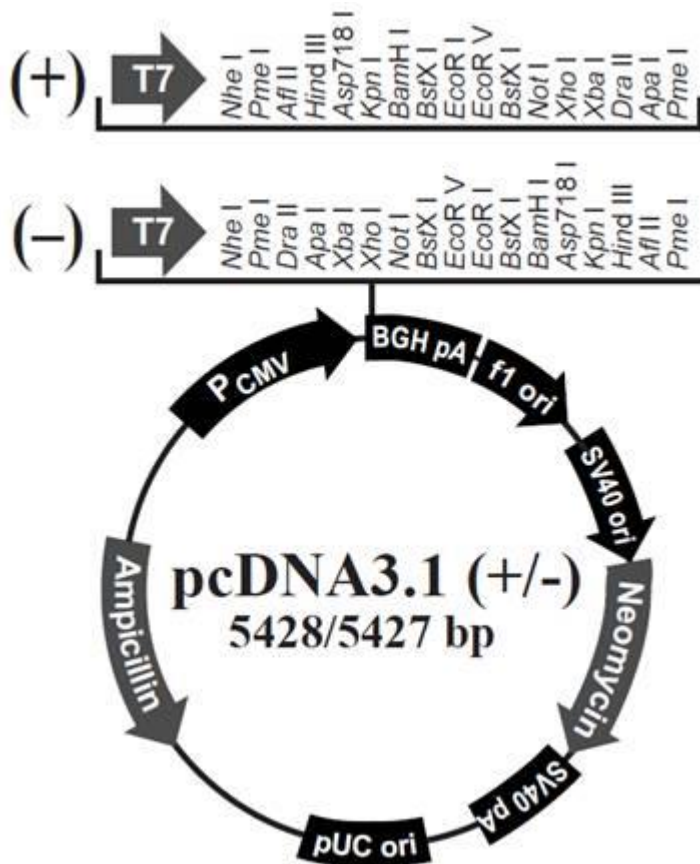 (+)
T7
Nhe I
Pme I
Afl II
Hind III
Asp718 I
Kpn I
BamH I
BstX I
EcoR I
EcoR V
BstX I
Not I
Xho I
Xba I
Dra II
Apa I
Pme I
(–)
T7
Nhe I
Pme I
Dra II
Apa I
Xba I
Xho I
Not I
BstX I
EcoR V
EcoR I
BstX I
BamH I
Asp718 I
Kpn I
Hind III
Afl II
Pme I
PCMV
BGH pA
f1 ori
SV40 ori
Neomycin
SV40 pA
pUC ori
Ampicillin
pcDNA3.1 (+/-)
5428/5427 bp